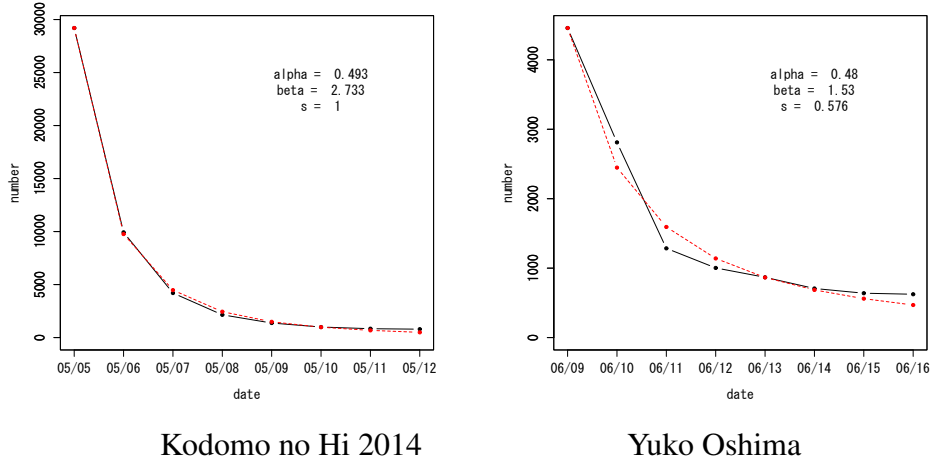 30000
25000
20000
15000
10000
5000
0
number
alpha = 0.493
beta = 2.733
s = 1
05/05 05/06 05/07 05/08 05/09 05/10 05/11 05/12
date
Kodomo no Hi 2014
4000
3000
2000
1000
0
number
alpha = 0.48
beta = 1.53
s = 0.576
06/09 06/10 06/11 06/12 06/13 06/14 06/15 06/16
date
Yuko Oshima